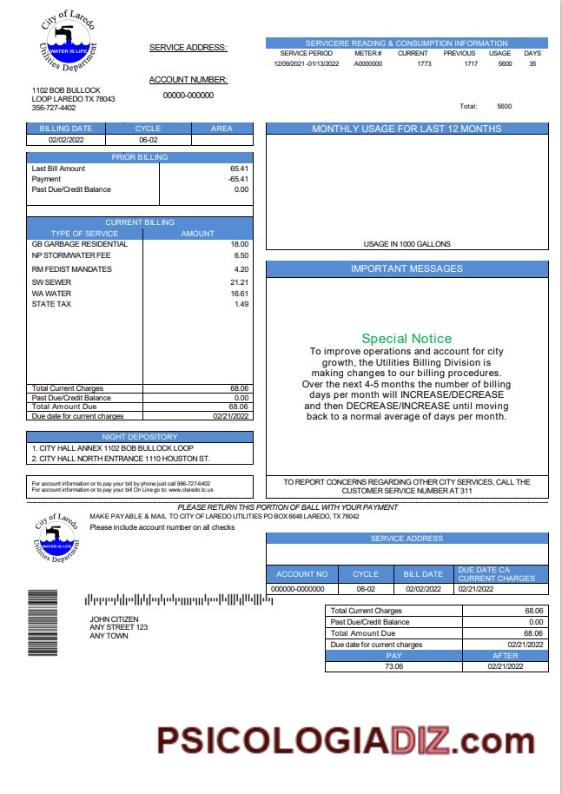 City of Laredo
WATER IS LIFE
Utilities Department
1102 BOB BULLOCK
LOOP LAREDO TX 78043
356-727-4402
SERVICE ADDRESS:
ACCOUNT NUMBER:
00000-000000
SERVICERE READING & CONSUMPTION INFORMATION
SERVICE PERIOD METER # CURRENT PREVIOUS USAGE DAYS
12/09/2021 -01/13/2022 A0000000 1773 1717 5600 35
Total: 5600
BILLING DATE CYCLE AREA
02/02/2022 06-02
PRIOR BILLING
Last Bill Amount 65.41
Payment -65.41
Past Due/Credit Balance 0.00
CURRENT BILLING
TYPE OF SERVICE AMOUNT
GB GARBAGE RESIDENTIAL 18.00
NP STORMWATER FEE 6.50
RM FEDIST MANDATES 4.20
SW SEWER 21.21
WA WATER 16.61
STATE TAX 1.49
Total Current Charges 68.06
Past Due/Credit Balance 0.00
Total Amount Due 68.06
Due date for current charges 02/21/2022
NIGHT DEPOSITORY
1. CITY HALL ANNEX 1102 BOB BULLOCK LOOP
2. CITY HALL NORTH ENTRANCE 1110 HOUSTON ST.
For account information or to pay your bill by phone just call 966-727-6402
For account information or to pay your bill On Line go to: www.claredo.tc.us
MONTHLY USAGE FOR LAST 12 MONTHS
USAGE IN 1000 GALLONS
IMPORTANT MESSAGES
Special Notice
To improve operations and account for city
growth, the Utilities Billing Division is
making changes to our billing procedures.
Over the next 4-5 months the number of billing
days per month will INCREASE/DECREASE
and then DECREASE/INCREASE until moving
back to a normal average of days per month.
TO REPORT CONCERNS REGARDING OTHER CITY SERVICES, CALL THE
CUSTOMER SERVICE NUMBER AT 311
PLEASE RETURN THIS PORTION OF BALL WITH YOUR PAYMENT
MAKE PAYABLE & MAIL TO CITY OF LAREDO UTILITIES PO BOX 6648 LAREDO, TX 78042
Please include account number on all checks
City of Laredo
WATER IS LIFE
Utilities Department
SERVICE ADDRESS
ACCOUNT NO CYCLE BILL DATE DUE DATE CA CURRENT CHARGES
000000-0000000 06-02 02/02/2022 02/21/2022
JOHN CITIZEN
ANY STREET 123
ANY TOWN
Total Current Charges 68.06
Past Due/Credit Balance 0.00
Total Amount Due 68.06
Due date for current charges 02/21/2022
PAY AFTER
73.06 02/21/2022
PSICOLOGIADIZ.com